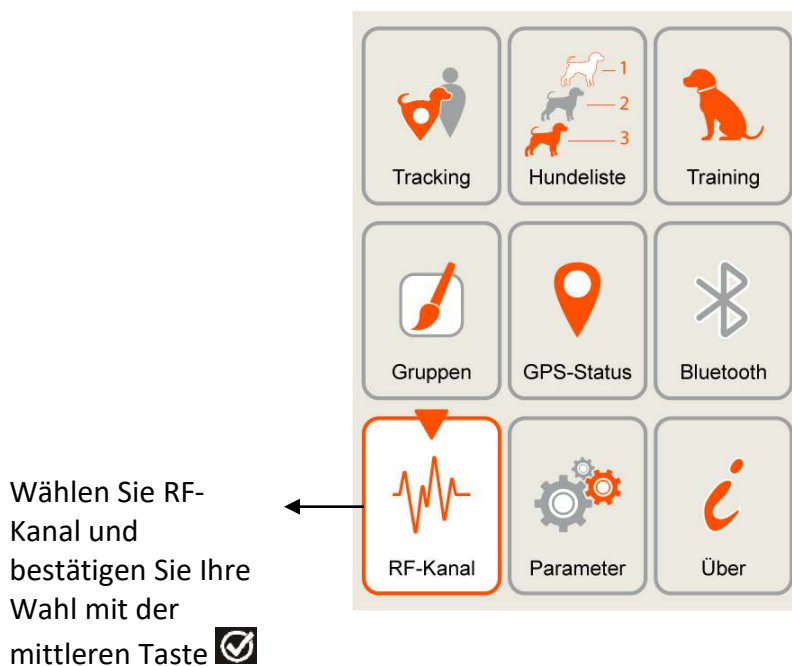 1
2
3
Tracking Hundeliste Training
Gruppen GPS-Status Bluetooth
RF-Kanal Parameter Über
Wählen Sie RF-
Kanal und
bestätigen Sie Ihre
Wahl mit der
mittleren Taste